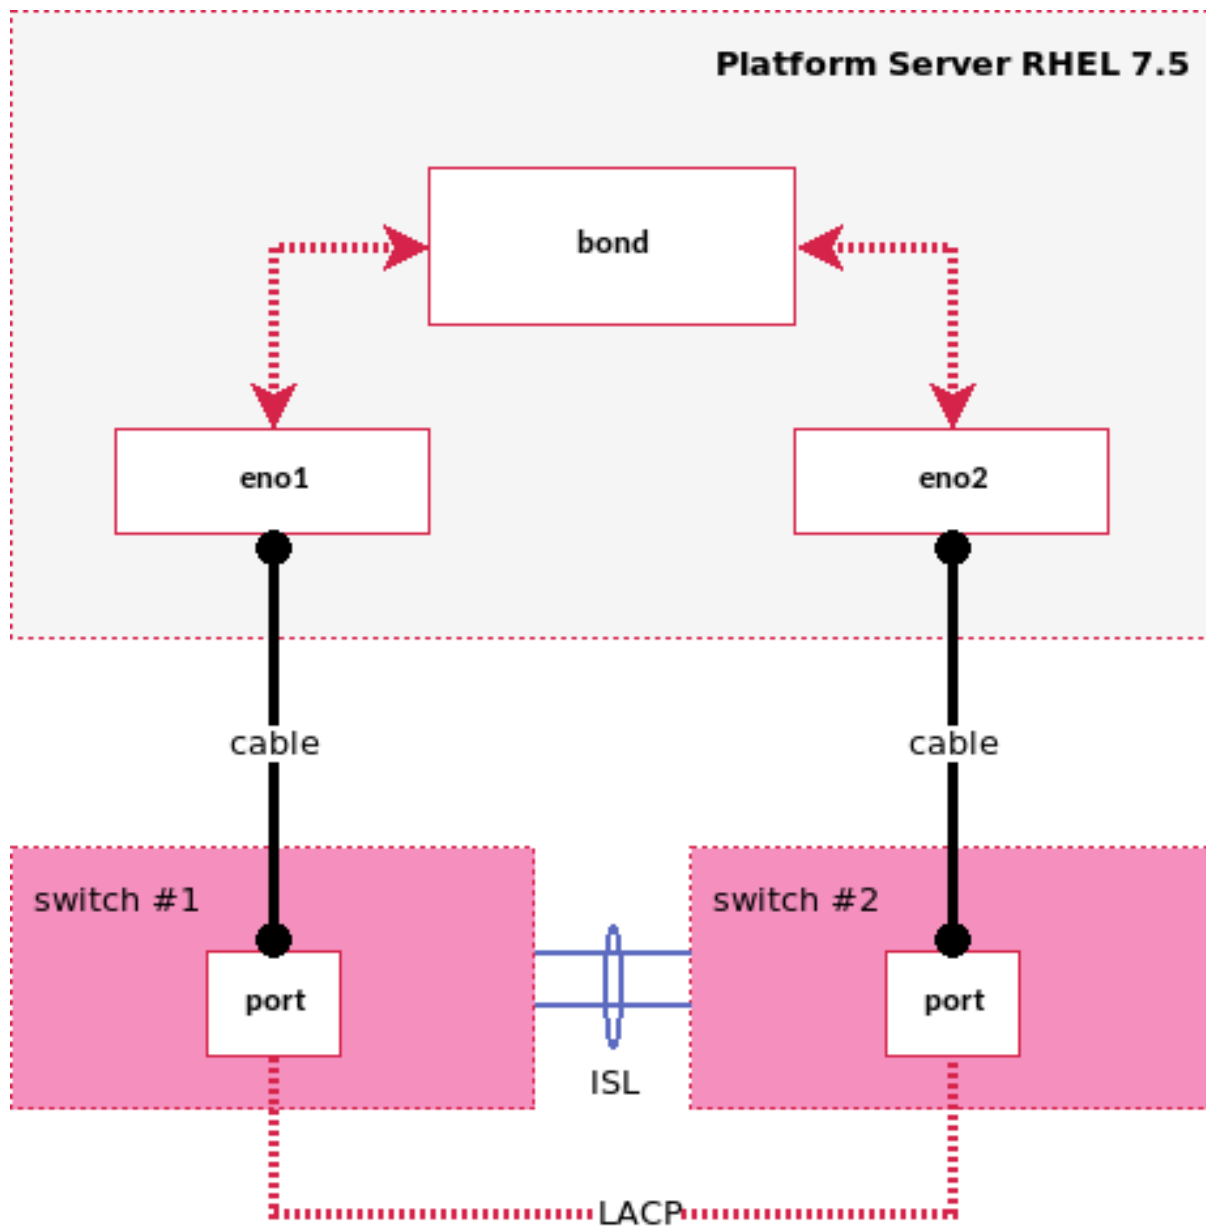 Platform Server RHEL 7.5
bond
eno1
eno2
cable
cable
switch #1
switch #2
port
port
ISL
LACP